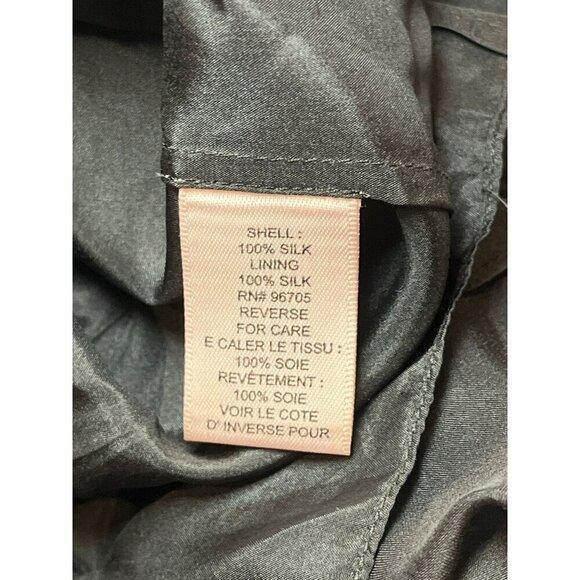 SHELL :
100% SILK
LINING
100% SILK
RN# 96705
REVERSE
FOR CARE
E CALER LE TISSU :
100% SOIE
REVÊTEMENT :
100% SOIE
VOIR LE COTE
D' INVERSE POUR